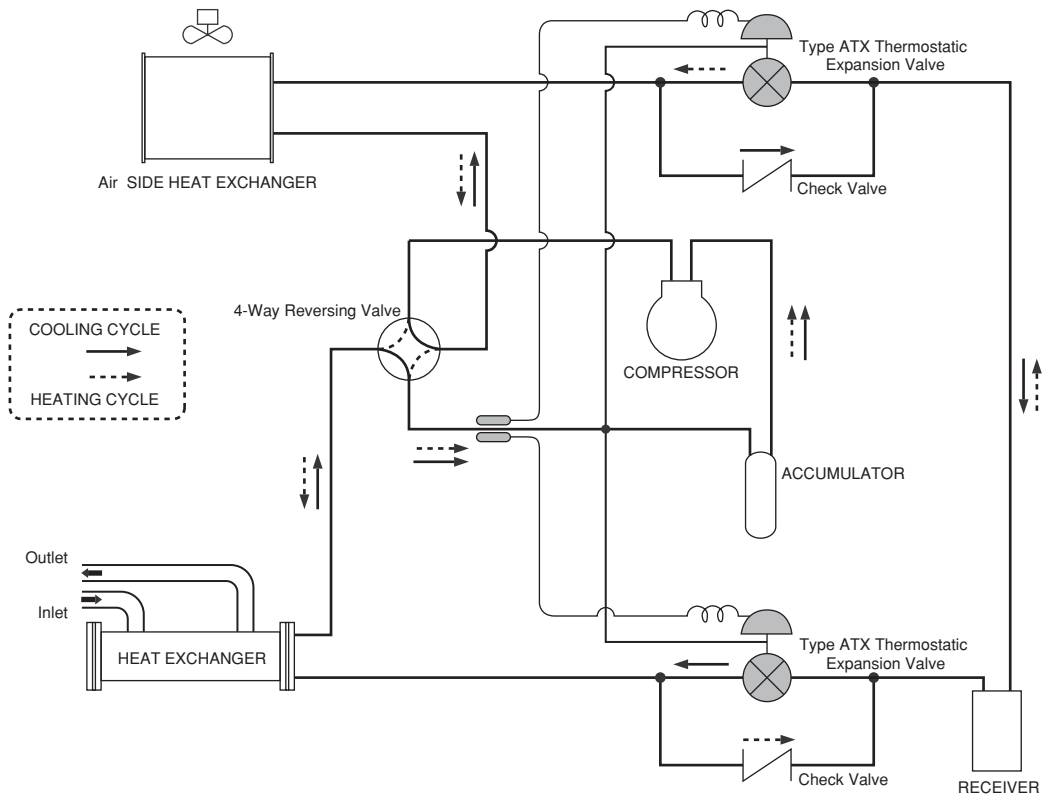 Type ATX Thermostatic
Expansion Valve
Check Valve
Air SIDE HEAT EXCHANGER
4-Way Reversing Valve
COOLING CYCLE
HEATING CYCLE
COMPRESSOR
ACCUMULATOR
Outlet
Inlet
HEAT EXCHANGER
Type ATX Thermostatic
Expansion Valve
Check Valve
RECEIVER